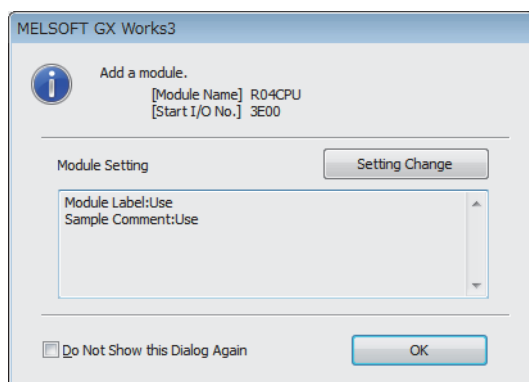 MELSOFT GX Works3
Add a module.
[Module Name] R04CPU
[Start I/O No.] 3E00
Module Setting
Setting Change
Module Label:Use
Sample Comment:Use
Do Not Show this Dialog Again
OK